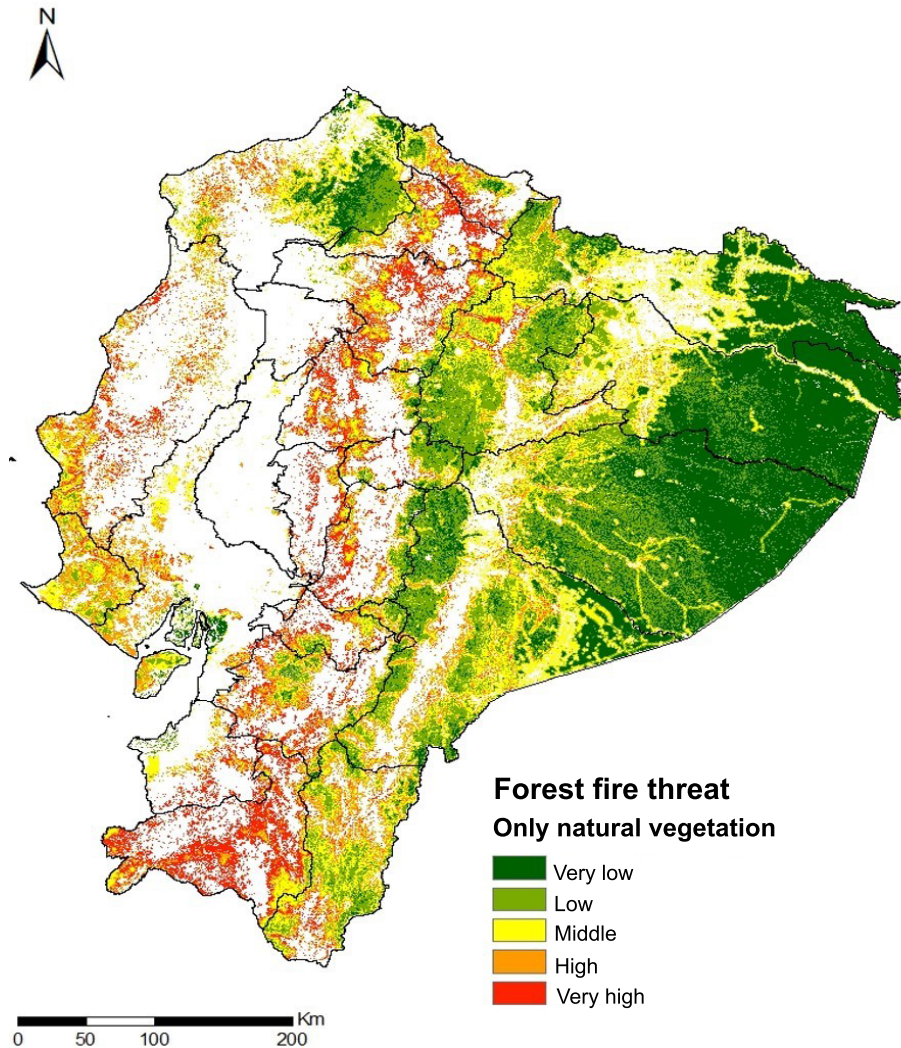 N
Forest fire threat
Only natural vegetation
Very low
Low
Middle
High
Very high
Km
0 50 100 200